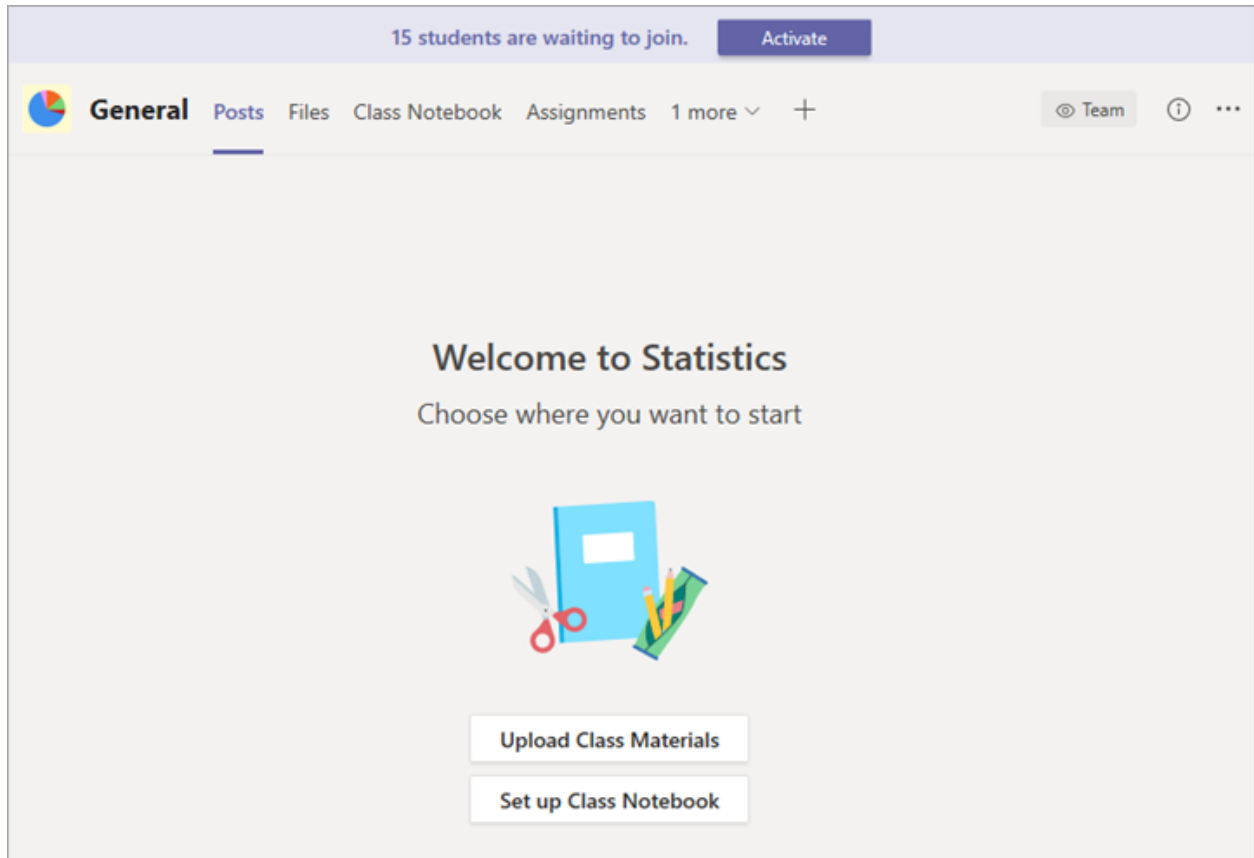 15 students are waiting to join. Activate
General Posts Files Class Notebook Assignments 1 more Team
Welcome to Statistics
Choose where you want to start
Upload Class Materials
Set up Class Notebook